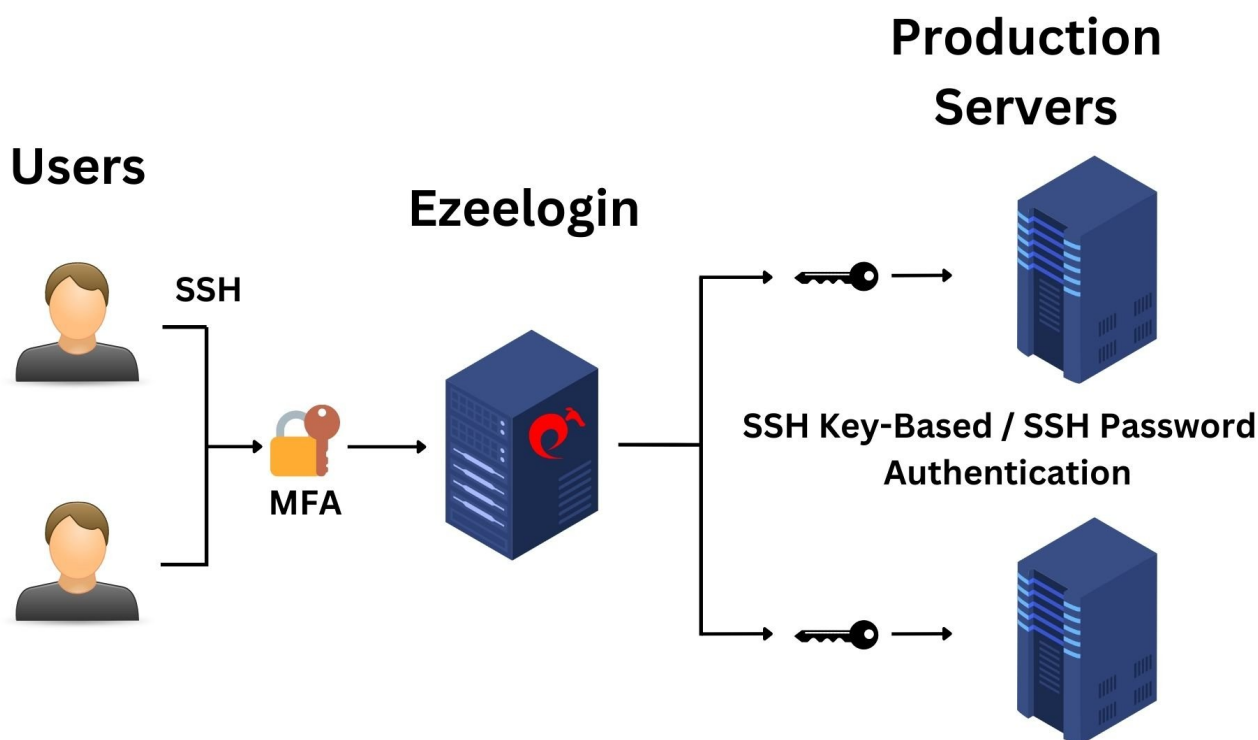 Production
Servers
Users
Ezeelogin
SSH
MFA
SSH Key-Based / SSH Password
Authentication